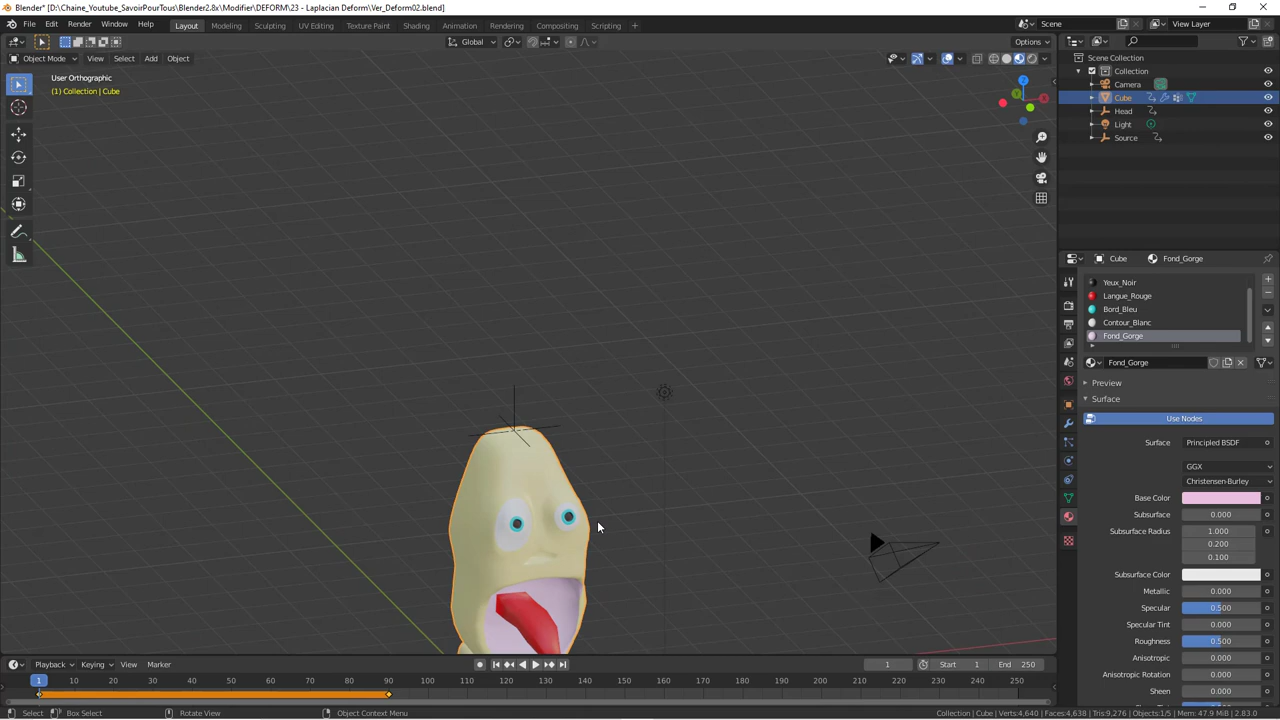 Blender* [D:\Chaine_Youtube_SavoirPourTous\Blender2.8x\Modifier\DEFORM\23 - Laplacian Deform\Ver_Deform02.blend]
File Edit Render Window Help Layout Modeling Sculpting UV Editing Texture Paint Shading Animation Rendering Compositing Scripting Scene View Layer
Global Options
Object Mode View Select Add Object
User Orthographic
(1) Collection | Cube
Scene Collection
Collection
Camera
Cube
Head
Light
Source
Cube Fond_Gorge
Yeux_Noir
Langue_Rouge
Bord_Bleu
Contour_Blanc
Fond_Gorge
Fond_Gorge
Preview
Surface
Use Nodes
Surface Principled BSDF
GGX
Christensen-Burley
Base Color
Subsurface 0.000
Subsurface Radius 1.000
0.200
0.100
Subsurface Color
Metallic 0.000
Specular 0.500
Specular Tint 0.000
Roughness 0.500
Anisotropic 0.000
Anisotropic Rotation 0.000
Sheen 0.000
Playback Keying View Marker 1 Start 1 End 250
1 10 20 30 40 50 60 70 80 90 100 110 120 130 140 150 160 170 180 190 200 210 220 230 240 250
Select Box Select Rotate View Object Context Menu Collection | Cube | Verts:4,640 | Faces:4,638 | Tris:9,276 | Objects:1/5 | Mem: 47.9 MiB | 2.83.0